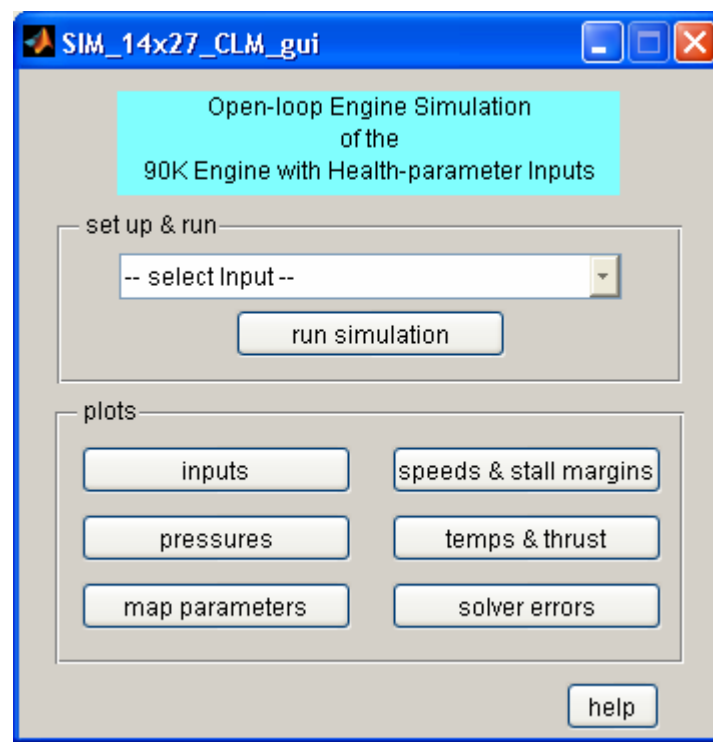 SIM_14x27_CLM_gui
Open-loop Engine Simulation
of the
90K Engine with Health-parameter Inputs
set up & run
-- select Input --
run simulation
plots
inputs
speeds & stall margins
pressures
temps & thrust
map parameters
solver errors
help